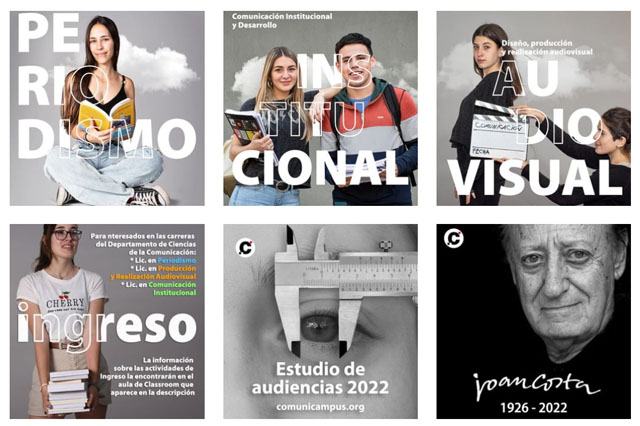 PE
RIO
DISMO
Comunicación Institucional
y Desarrollo
INS
TITU
CIONAL
Diseño, producción
y realización audiovisual
AU
DIO
VISUAL
COMUNICACION
FECHA
Para nteresados en las carreras
del Departamento de Ciencias
de la Comunicación:
* Lic. en Periodismo
* Lic. en Producción
y Realización Audiovisual
* Lic. en Comunicación
Institucional
CHERRY
ingreso
La información
sobre las actividades de
Ingreso la encontrarán en el
aula de Classroom que
aparece en la descripción
C
Estudio de
audiencias 2022
comunicampus.org
C
joan costa
1926 - 2022